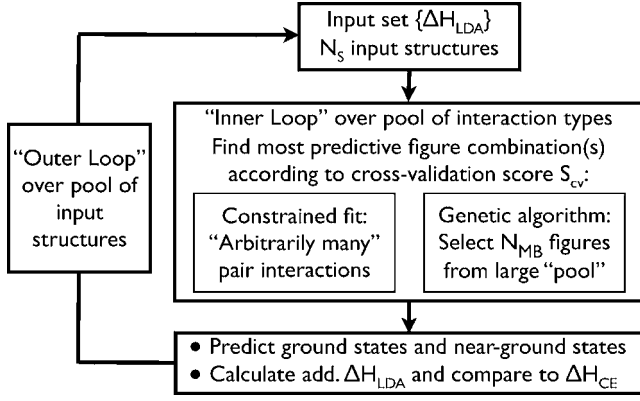 Input set {ΔH_LDA}
N_S input structures
"Inner Loop" over pool of interaction types
Find most predictive figure combination(s)
according to cross-validation score S_cv:
Constrained fit:
"Arbitrarily many"
pair interactions
Genetic algorithm:
Select N_MB figures
from large "pool"
• Predict ground states and near-ground states
• Calculate add. ΔH_LDA and compare to ΔH_CE
"Outer Loop"
over pool of
input
structures